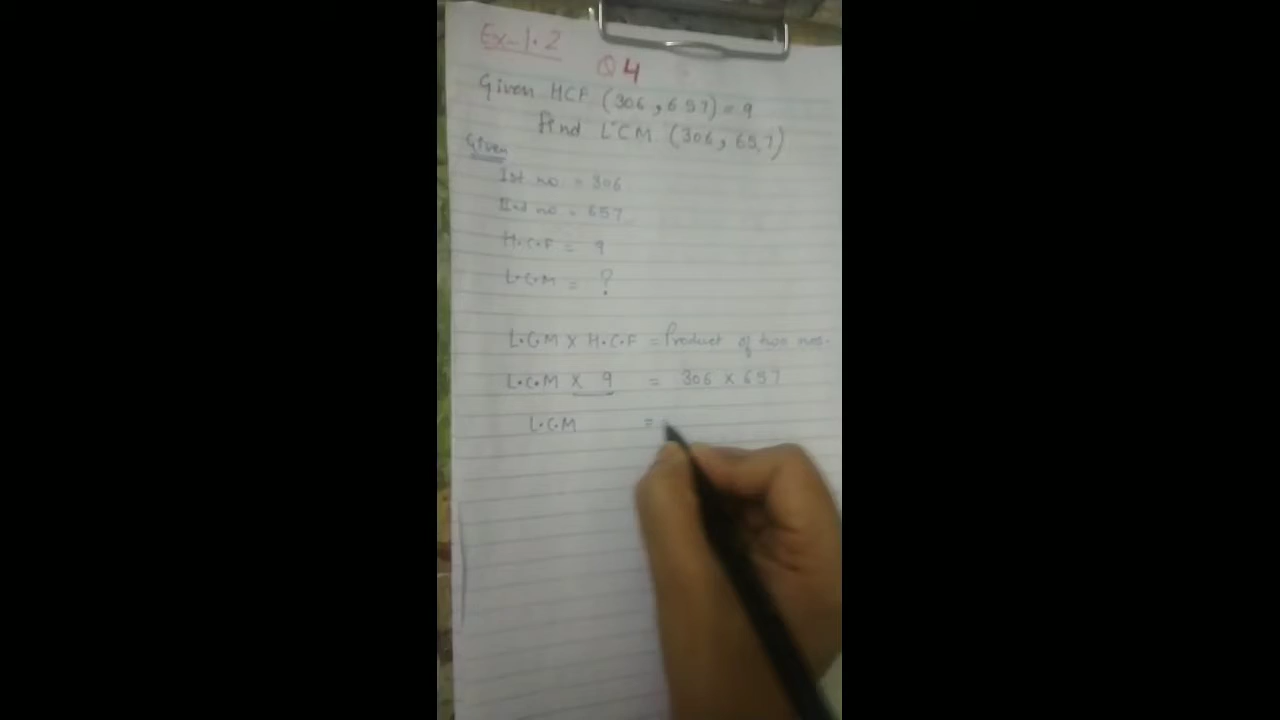 Ex-1.2
Q4
Given HCF (306, 657) = 9
find LCM (306, 657)
Given
Ist no = 306
IInd no = 657
H.C.F = 9
L.C.M = ?
L.C.M X H.C.F = Product of two nos.
L.C.M X 9 = 306 X 657
L.C.M =